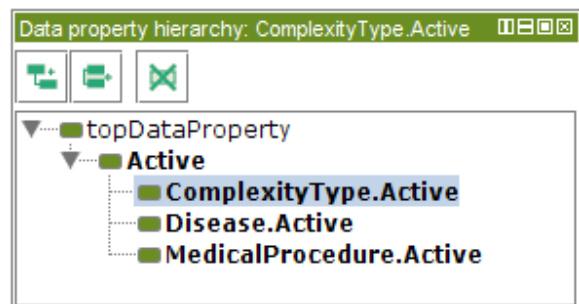 Data property hierarchy: ComplexityType.Active
topDataProperty
Active
ComplexityType.Active
Disease.Active
MedicalProcedure.Active